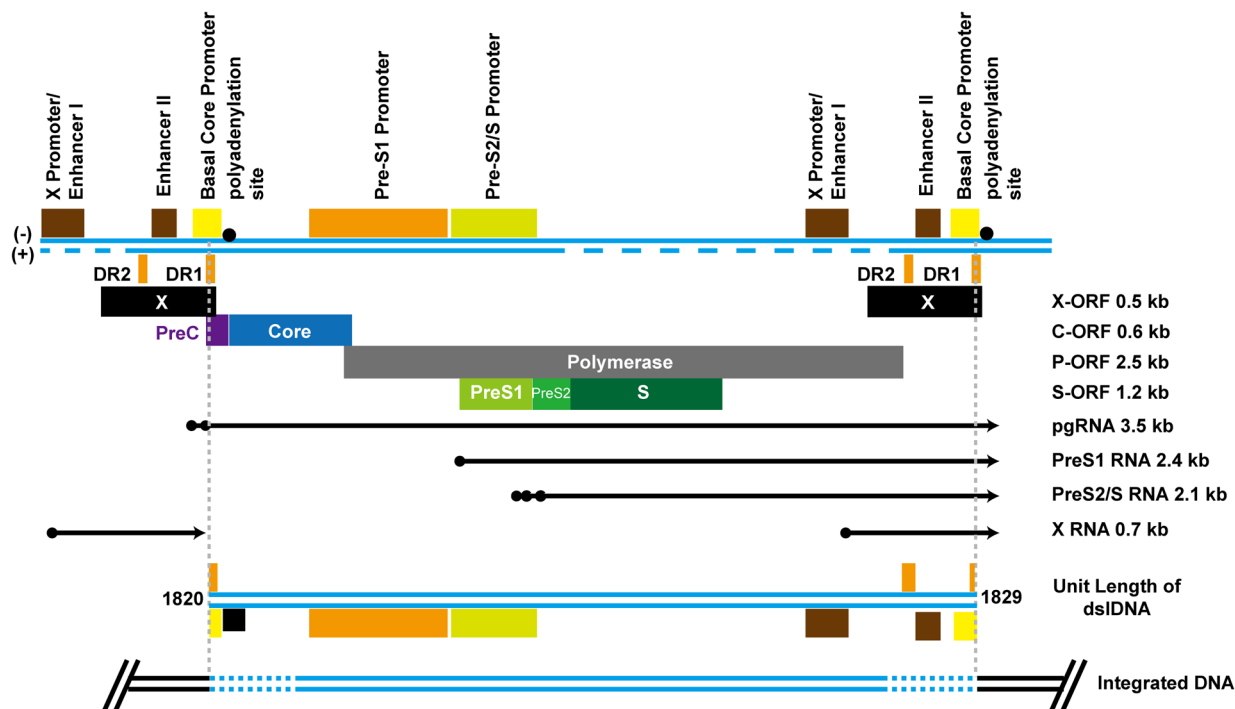 X Promoter/
Enhancer I
Enhancer II
Basal Core Promoter
polyadenylation
site
Pre-S1 Promoter
Pre-S2/S Promoter
X Promoter/
Enhancer I
Enhancer II
Basal Core Promoter
polyadenylation
site
(-)
(+)
DR2
DR1
DR2
DR1
X
X
X-ORF 0.5 kb
PreC
Core
C-ORF 0.6 kb
Polymerase
P-ORF 2.5 kb
PreS1
PreS2
S
S-ORF 1.2 kb
pgRNA 3.5 kb
PreS1 RNA 2.4 kb
PreS2/S RNA 2.1 kb
X RNA 0.7 kb
1820
1829
Unit Length of
dslDNA
Integrated DNA